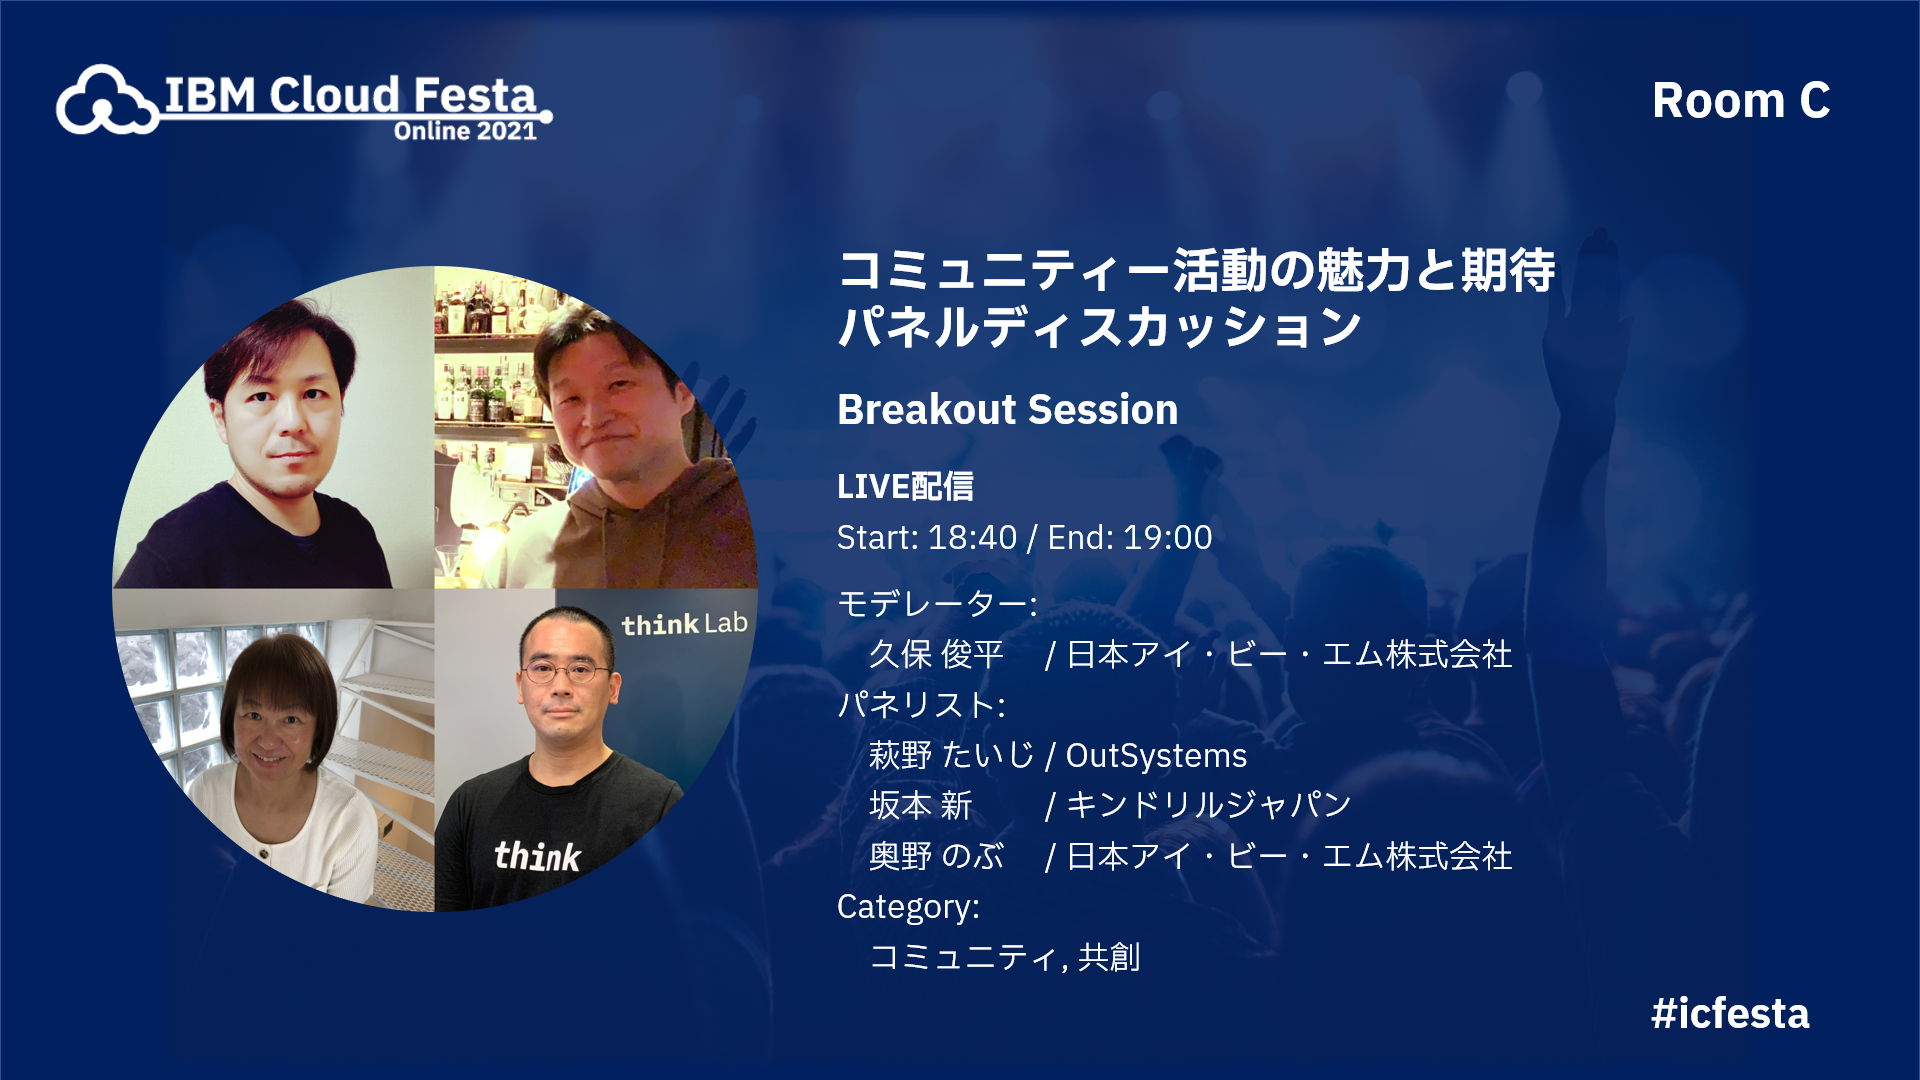 IBM Cloud Festa
Online 2021
Room C
コミュニティー活動の魅力と期待
パネルディスカッション
Breakout Session
LIVE配信
Start: 18:40 / End: 19:00
モデレーター:
久保 俊平 / 日本アイ・ビー・エム株式会社
パネリスト:
萩野 たいじ / OutSystems
坂本 新 / キンドリルジャパン
奥野 のぶ / 日本アイ・ビー・エム株式会社
Category:
コミュニティ, 共創
think Lab
think
#icfesta